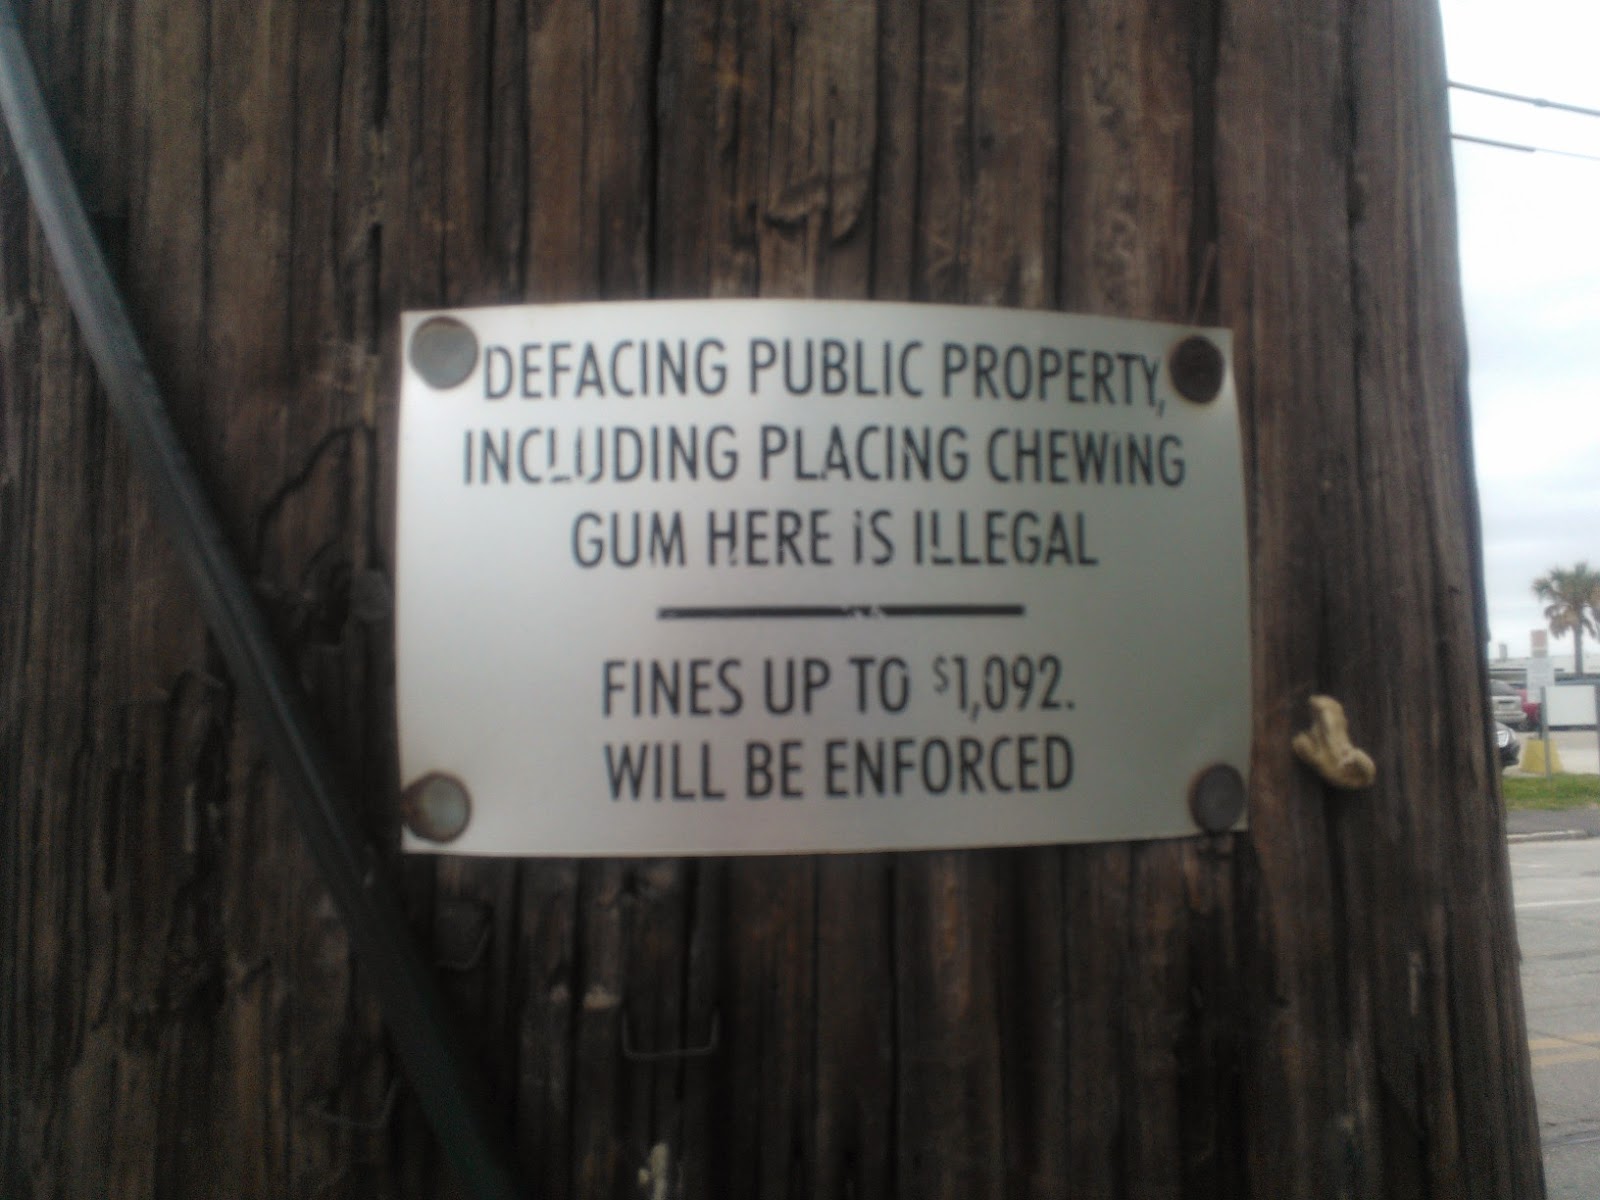 DEFACING PUBLIC PROPERTY,
INCLUDING PLACING CHEWING
GUM HERE IS ILLEGAL
FINES UP TO $1,092.
WILL BE ENFORCED